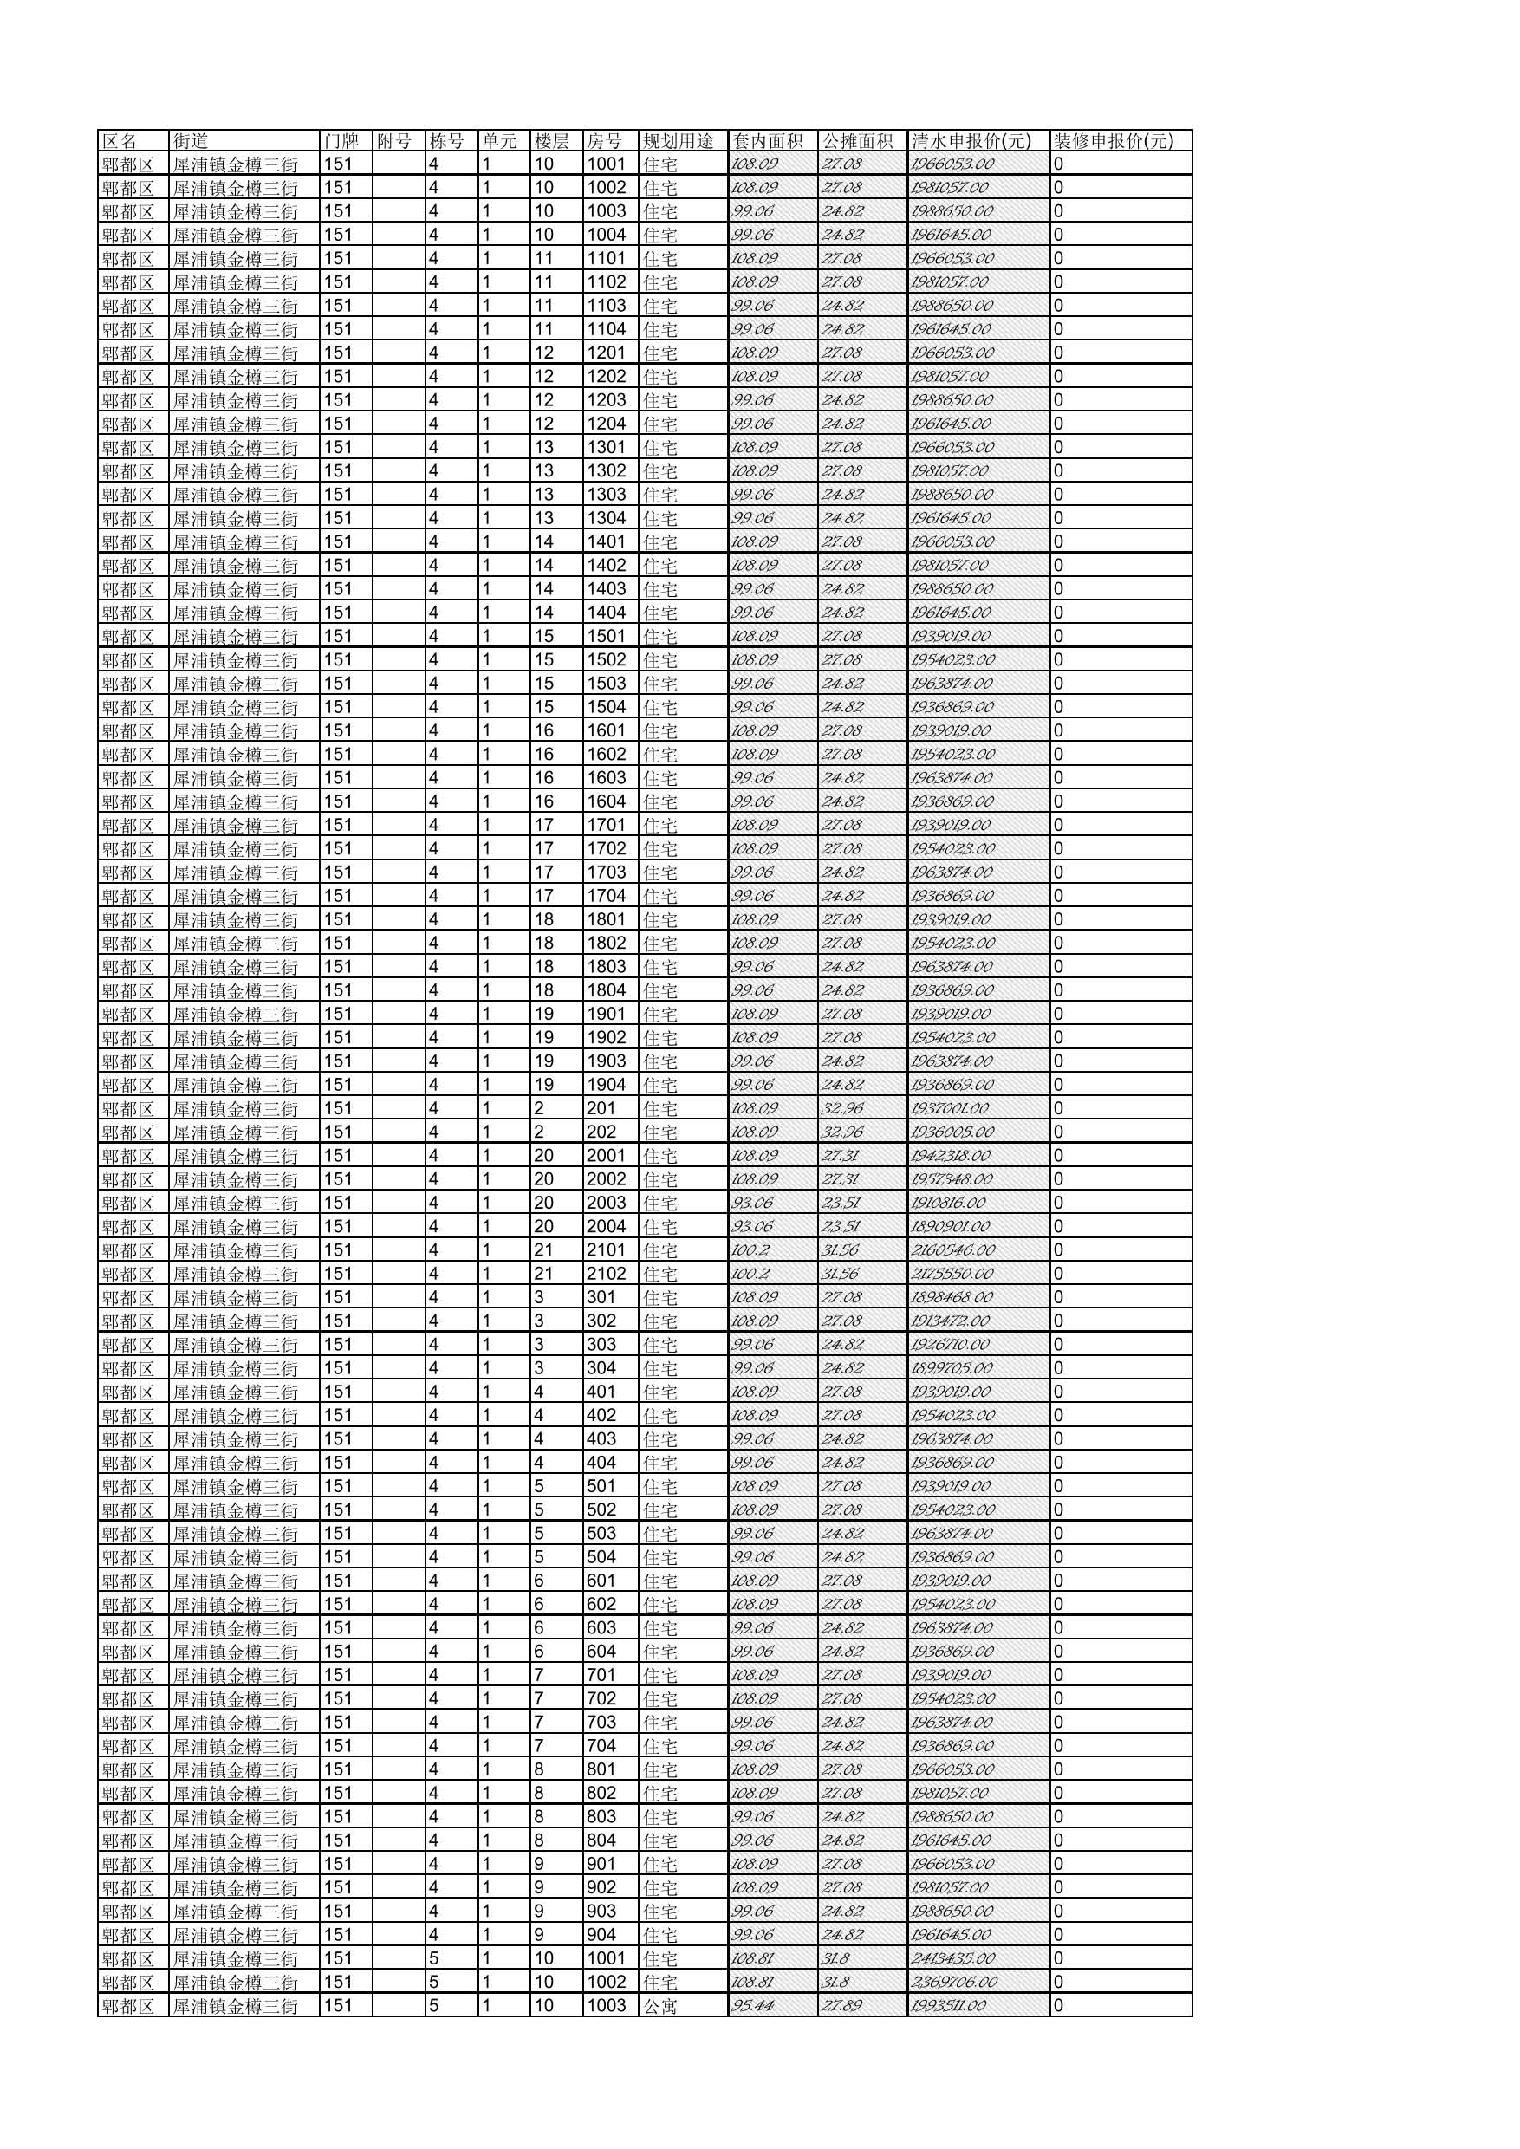 区名 街道 门牌 附号 栋号 单元 楼层 房号 规划用途 套内面积 公摊面积 清水申报价(元) 装修申报价(元)
郫都区 犀浦镇金樽三街 151 4 1 10 1001 住宅 108.09 27.08 1966053.00 0
郫都区 犀浦镇金樽三街 151 4 1 10 1002 住宅 108.09 27.08 1981057.00 0
郫都区 犀浦镇金樽三街 151 4 1 10 1003 住宅 99.06 24.82 1988650.00 0
郫都区 犀浦镇金樽三街 151 4 1 10 1004 住宅 99.06 24.82 1961645.00 0
郫都区 犀浦镇金樽三街 151 4 1 11 1101 住宅 108.09 27.08 1966053.00 0
郫都区 犀浦镇金樽三街 151 4 1 11 1102 住宅 108.09 27.08 1981057.00 0
郫都区 犀浦镇金樽三街 151 4 1 11 1103 住宅 99.06 24.82 1988650.00 0
郫都区 犀浦镇金樽三街 151 4 1 11 1104 住宅 99.06 24.82 1961645.00 0
郫都区 犀浦镇金樽三街 151 4 1 12 1201 住宅 108.09 27.08 1966053.00 0
郫都区 犀浦镇金樽三街 151 4 1 12 1202 住宅 108.09 27.08 1981057.00 0
郫都区 犀浦镇金樽三街 151 4 1 12 1203 住宅 99.06 24.82 1988650.00 0
郫都区 犀浦镇金樽三街 151 4 1 12 1204 住宅 99.06 24.82 1961645.00 0
郫都区 犀浦镇金樽三街 151 4 1 13 1301 住宅 108.09 27.08 1966053.00 0
郫都区 犀浦镇金樽三街 151 4 1 13 1302 住宅 108.09 27.08 1981057.00 0
郫都区 犀浦镇金樽三街 151 4 1 13 1303 住宅 99.06 24.82 1988650.00 0
郫都区 犀浦镇金樽三街 151 4 1 13 1304 住宅 99.06 24.82 1961645.00 0
郫都区 犀浦镇金樽三街 151 4 1 14 1401 住宅 108.09 27.08 1966053.00 0
郫都区 犀浦镇金樽三街 151 4 1 14 1402 住宅 108.09 27.08 1981057.00 0
郫都区 犀浦镇金樽三街 151 4 1 14 1403 住宅 99.06 24.82 1988650.00 0
郫都区 犀浦镇金樽三街 151 4 1 14 1404 住宅 99.06 24.82 1961645.00 0
郫都区 犀浦镇金樽三街 151 4 1 15 1501 住宅 108.09 27.08 1939019.00 0
郫都区 犀浦镇金樽三街 151 4 1 15 1502 住宅 108.09 27.08 1954023.00 0
郫都区 犀浦镇金樽三街 151 4 1 15 1503 住宅 99.06 24.82 1963874.00 0
郫都区 犀浦镇金樽三街 151 4 1 15 1504 住宅 99.06 24.82 1936869.00 0
郫都区 犀浦镇金樽三街 151 4 1 16 1601 住宅 108.09 27.08 1939019.00 0
郫都区 犀浦镇金樽三街 151 4 1 16 1602 住宅 108.09 27.08 1954023.00 0
郫都区 犀浦镇金樽三街 151 4 1 16 1603 住宅 99.06 24.82 1963874.00 0
郫都区 犀浦镇金樽三街 151 4 1 16 1604 住宅 99.06 24.82 1936869.00 0
郫都区 犀浦镇金樽三街 151 4 1 17 1701 住宅 108.09 27.08 1939019.00 0
郫都区 犀浦镇金樽三街 151 4 1 17 1702 住宅 108.09 27.08 1954023.00 0
郫都区 犀浦镇金樽三街 151 4 1 17 1703 住宅 99.06 24.82 1963874.00 0
郫都区 犀浦镇金樽三街 151 4 1 17 1704 住宅 99.06 24.82 1936869.00 0
郫都区 犀浦镇金樽三街 151 4 1 18 1801 住宅 108.09 27.08 1939019.00 0
郫都区 犀浦镇金樽三街 151 4 1 18 1802 住宅 108.09 27.08 1954023.00 0
郫都区 犀浦镇金樽三街 151 4 1 18 1803 住宅 99.06 24.82 1963874.00 0
郫都区 犀浦镇金樽三街 151 4 1 18 1804 住宅 99.06 24.82 1936869.00 0
郫都区 犀浦镇金樽三街 151 4 1 19 1901 住宅 108.09 27.08 1939019.00 0
郫都区 犀浦镇金樽三街 151 4 1 19 1902 住宅 108.09 27.08 1954023.00 0
郫都区 犀浦镇金樽三街 151 4 1 19 1903 住宅 99.06 24.82 1963874.00 0
郫都区 犀浦镇金樽三街 151 4 1 19 1904 住宅 99.06 24.82 1936869.00 0
郫都区 犀浦镇金樽三街 151 4 1 2 201 住宅 108.09 32.96 1937001.00 0
郫都区 犀浦镇金樽三街 151 4 1 2 202 住宅 108.09 32.96 1936005.00 0
郫都区 犀浦镇金樽三街 151 4 1 20 2001 住宅 108.09 27.31 1942318.00 0
郫都区 犀浦镇金樽三街 151 4 1 20 2002 住宅 108.09 27.31 1957348.00 0
郫都区 犀浦镇金樽三街 151 4 1 20 2003 住宅 93.06 23.51 1910816.00 0
郫都区 犀浦镇金樽三街 151 4 1 20 2004 住宅 93.06 23.51 1890901.00 0
郫都区 犀浦镇金樽三街 151 4 1 21 2101 住宅 100.2 31.56 2160546.00 0
郫都区 犀浦镇金樽三街 151 4 1 21 2102 住宅 100.2 31.56 2175550.00 0
郫都区 犀浦镇金樽三街 151 4 1 3 301 住宅 108.09 27.08 1898468.00 0
郫都区 犀浦镇金樽三街 151 4 1 3 302 住宅 108.09 27.08 1913472.00 0
郫都区 犀浦镇金樽三街 151 4 1 3 303 住宅 99.06 24.82 1926710.00 0
郫都区 犀浦镇金樽三街 151 4 1 3 304 住宅 99.06 24.82 1899705.00 0
郫都区 犀浦镇金樽三街 151 4 1 4 401 住宅 108.09 27.08 1939019.00 0
郫都区 犀浦镇金樽三街 151 4 1 4 402 住宅 108.09 27.08 1954023.00 0
郫都区 犀浦镇金樽三街 151 4 1 4 403 住宅 99.06 24.82 1963874.00 0
郫都区 犀浦镇金樽三街 151 4 1 4 404 住宅 99.06 24.82 1936869.00 0
郫都区 犀浦镇金樽三街 151 4 1 5 501 住宅 108.09 27.08 1939019.00 0
郫都区 犀浦镇金樽三街 151 4 1 5 502 住宅 108.09 27.08 1954023.00 0
郫都区 犀浦镇金樽三街 151 4 1 5 503 住宅 99.06 24.82 1963874.00 0
郫都区 犀浦镇金樽三街 151 4 1 5 504 住宅 99.06 24.82 1936869.00 0
郫都区 犀浦镇金樽三街 151 4 1 6 601 住宅 108.09 27.08 1939019.00 0
郫都区 犀浦镇金樽三街 151 4 1 6 602 住宅 108.09 27.08 1954023.00 0
郫都区 犀浦镇金樽三街 151 4 1 6 603 住宅 99.06 24.82 1963874.00 0
郫都区 犀浦镇金樽三街 151 4 1 6 604 住宅 99.06 24.82 1936869.00 0
郫都区 犀浦镇金樽三街 151 4 1 7 701 住宅 108.09 27.08 1939019.00 0
郫都区 犀浦镇金樽三街 151 4 1 7 702 住宅 108.09 27.08 1954023.00 0
郫都区 犀浦镇金樽三街 151 4 1 7 703 住宅 99.06 24.82 1963874.00 0
郫都区 犀浦镇金樽三街 151 4 1 7 704 住宅 99.06 24.82 1936869.00 0
郫都区 犀浦镇金樽三街 151 4 1 8 801 住宅 108.09 27.08 1966053.00 0
郫都区 犀浦镇金樽三街 151 4 1 8 802 住宅 108.09 27.08 1981057.00 0
郫都区 犀浦镇金樽三街 151 4 1 8 803 住宅 99.06 24.82 1988650.00 0
郫都区 犀浦镇金樽三街 151 4 1 8 804 住宅 99.06 24.82 1961645.00 0
郫都区 犀浦镇金樽三街 151 4 1 9 901 住宅 108.09 27.08 1966053.00 0
郫都区 犀浦镇金樽三街 151 4 1 9 902 住宅 108.09 27.08 1981057.00 0
郫都区 犀浦镇金樽三街 151 4 1 9 903 住宅 99.06 24.82 1988650.00 0
郫都区 犀浦镇金樽三街 151 4 1 9 904 住宅 99.06 24.82 1961645.00 0
郫都区 犀浦镇金樽三街 151 5 1 10 1001 住宅 108.81 31.8 2413435.00 0
郫都区 犀浦镇金樽三街 151 5 1 10 1002 住宅 108.81 31.8 2369706.00 0
郫都区 犀浦镇金樽三街 151 5 1 10 1003 公寓 95.44 27.89 1993511.00 0